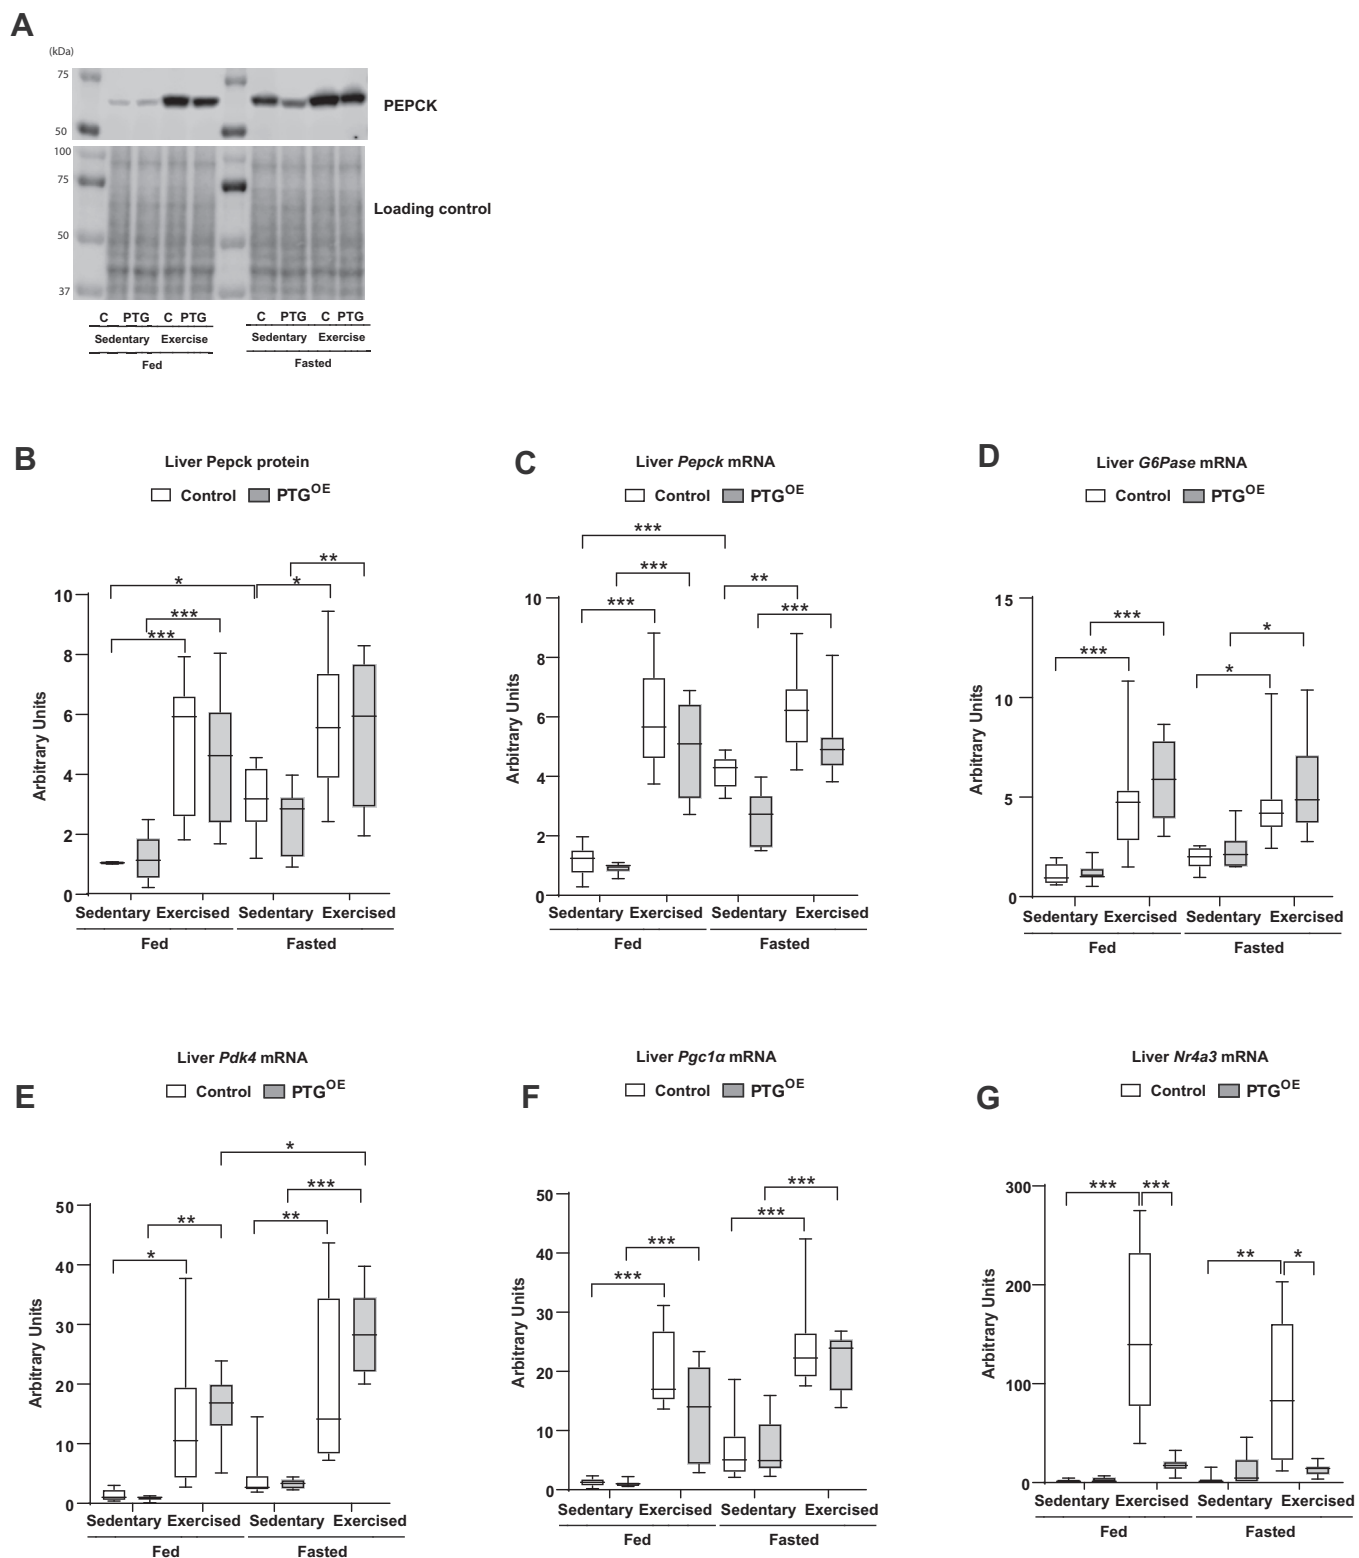 A
(kDa)
75
PEPCK
50
100
75
Loading control
50
37
C PTG C PTG C PTG C PTG
Sedentary Exercise Sedentary Exercise
Fed Fasted
B
Liver Pepck protein
Control PTG^OE
* * **
*** ***
Arbitrary Units
10
8
6
4
2
0
Sedentary Exercised Sedentary Exercised
Fed Fasted
C
Liver Pepck mRNA
Control PTG^OE
***
*** **
*** ***
Arbitrary Units
10
8
6
4
2
0
Sedentary Exercised Sedentary Exercised
Fed Fasted
D
Liver G6Pase mRNA
Control PTG^OE
*** *
*** *
Arbitrary Units
15
10
5
0
Sedentary Exercised Sedentary Exercised
Fed Fasted
E
Liver Pdk4 mRNA
Control PTG^OE
*
***
** **
*
Arbitrary Units
50
40
30
20
10
0
Sedentary Exercised Sedentary Exercised
Fed Fasted
F
Liver Pgc1α mRNA
Control PTG^OE
***
***
***
***
Arbitrary Units
50
40
30
20
10
0
Sedentary Exercised Sedentary Exercised
Fed Fasted
G
Liver Nr4a3 mRNA
Control PTG^OE
*** ***
** *
Arbitrary Units
300
200
100
0
Sedentary Exercised Sedentary Exercised
Fed Fasted